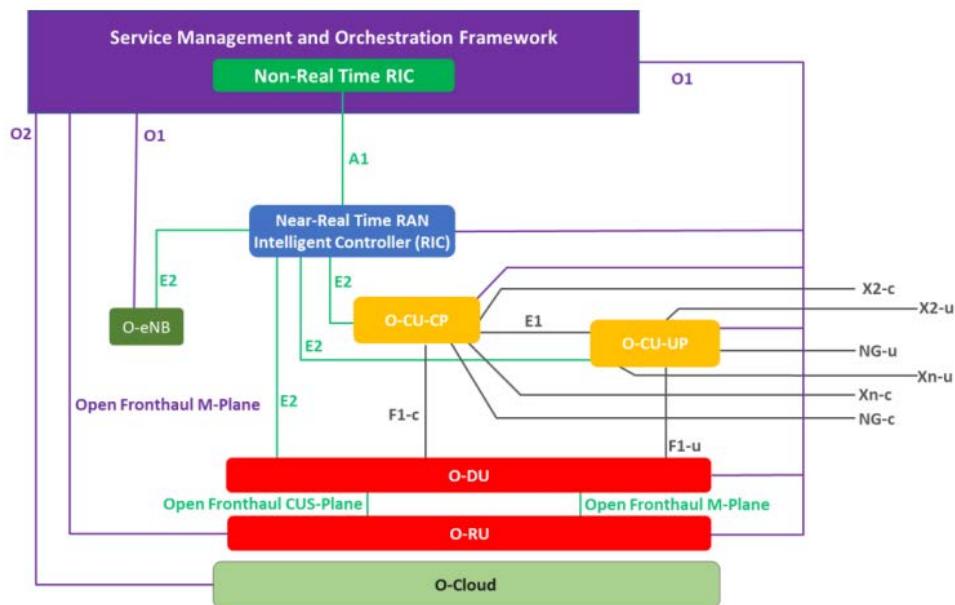 Service Management and Orchestration Framework
Non-Real Time RIC
O1
O2
O1
A1
Near-Real Time RAN
Intelligent Controller (RIC)
E2
E2
X2-c
X2-u
O-CU-CP
E1
O-eNB
O-CU-UP
E2
NG-u
Xn-u
Open Fronthaul M-Plane
E2
Xn-c
F1-c
NG-c
F1-u
O-DU
Open Fronthaul CUS-Plane
Open Fronthaul M-Plane
O-RU
O-Cloud